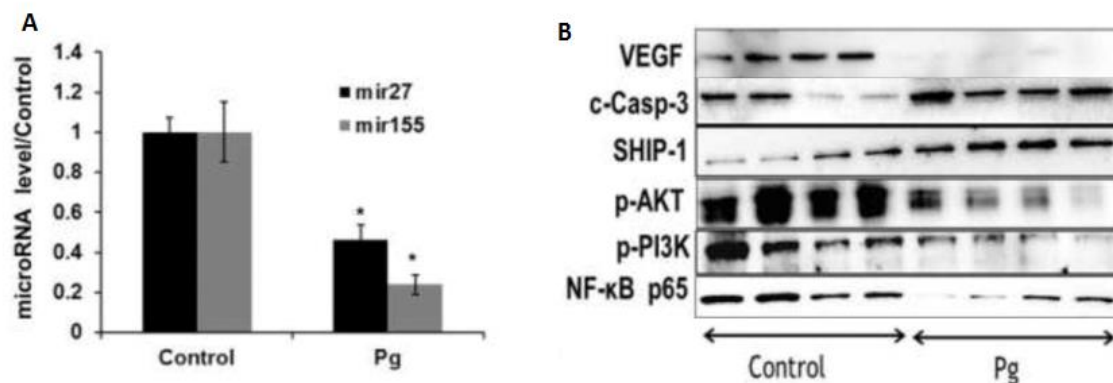 A
microRNA level/Control
1.4
1.2
1
0.8
0.6
0.4
0.2
0
mir27
mir155
*
*
Control
Pg
B
VEGF
c-Casp-3
SHIP-1
p-AKT
p-PI3K
NF-κB p65
Control
Pg